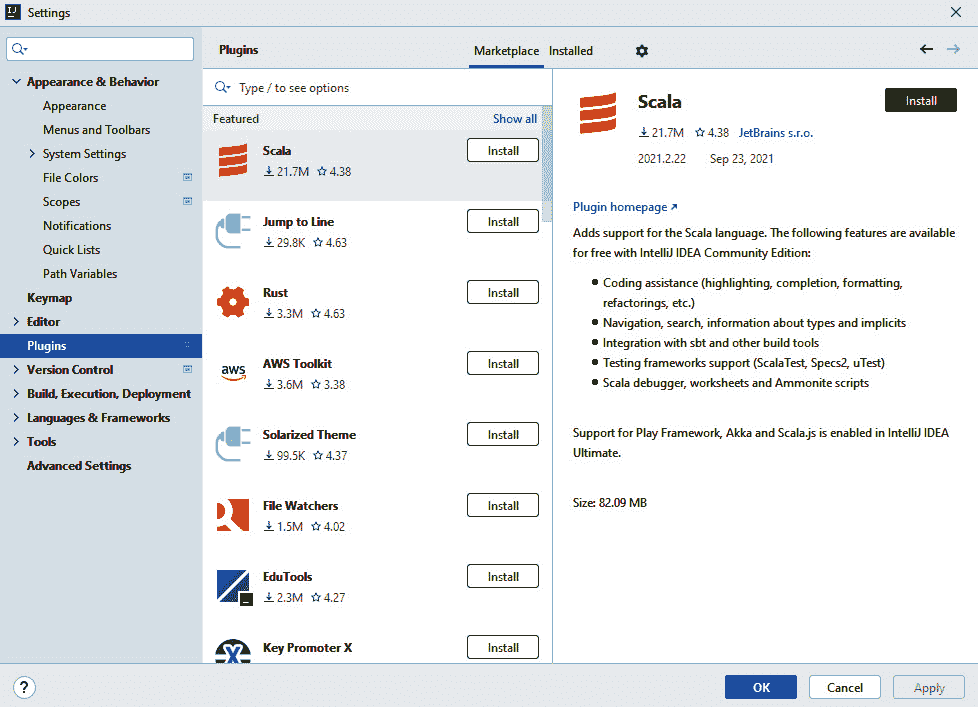 Settings
Plugins
Marketplace Installed
Appearance & Behavior
Appearance
Menus and Toolbars
System Settings
File Colors
Scopes
Notifications
Quick Lists
Path Variables
Keymap
Editor
Plugins
Version Control
Build, Execution, Deployment
Languages & Frameworks
Tools
Advanced Settings
Type / to see options
Featured Show all
Scala Install
21.7M 4.38
Jump to Line Install
29.8K 4.63
Rust Install
3.3M 4.63
aws AWS Toolkit Install
3.6M 3.38
Solarized Theme Install
99.5K 4.37
File Watchers Install
1.5M 4.02
EduTools Install
2.3M 4.27
Key Promoter X Install
Scala Install
21.7M 4.38 JetBrains s.r.o.
2021.2.22 Sep 23, 2021
Plugin homepage
Adds support for the Scala language. The following features are available
for free with IntelliJ IDEA Community Edition:
Coding assistance (highlighting, completion, formatting,
refactorings, etc.)
Navigation, search, information about types and implicits
Integration with sbt and other build tools
Testing frameworks support (ScalaTest, Specs2, uTest)
Scala debugger, worksheets and Ammonite scripts
Support for Play Framework, Akka and Scala.js is enabled in IntelliJ IDEA
Ultimate.
Size: 82.09 MB
? OK Cancel Apply